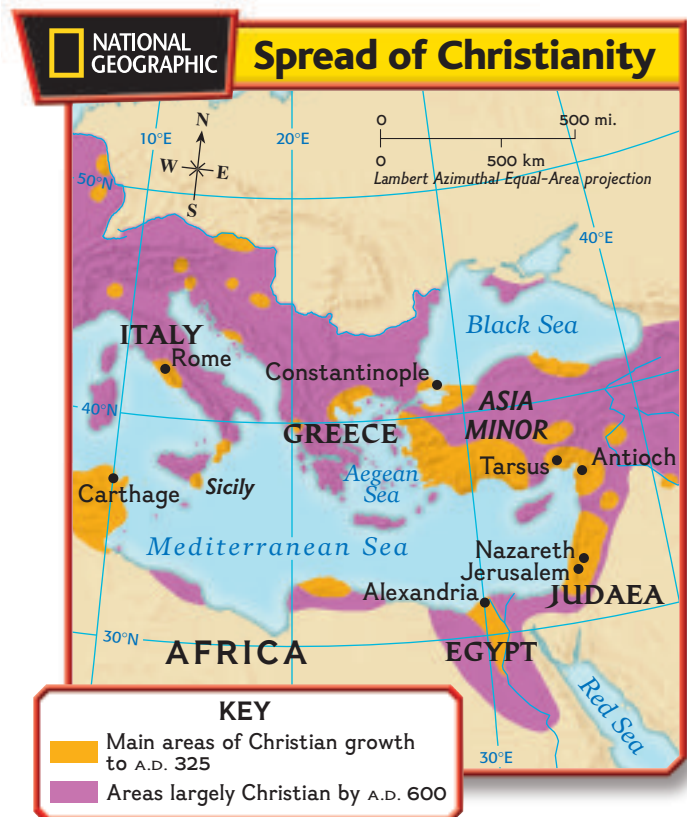 NATIONAL
GEOGRAPHIC
Spread of Christianity
N
W
E
S
10°E
20°E
0
500 mi.
0
500 km
Lambert Azimuthal Equal-Area projection
50°N
40°E
Black Sea
ITALY
Rome
Constantinople
ASIA
MINOR
40°N
GREECE
Tarsus
Antioch
Aegean
Sea
Carthage
Sicily
Mediterranean Sea
Nazareth
Jerusalem
Alexandria
JUDAEA
30°N
AFRICA
EGYPT
Red Sea
30°E
KEY
Main areas of Christian growth
to A.D. 325
Areas largely Christian by A.D. 600